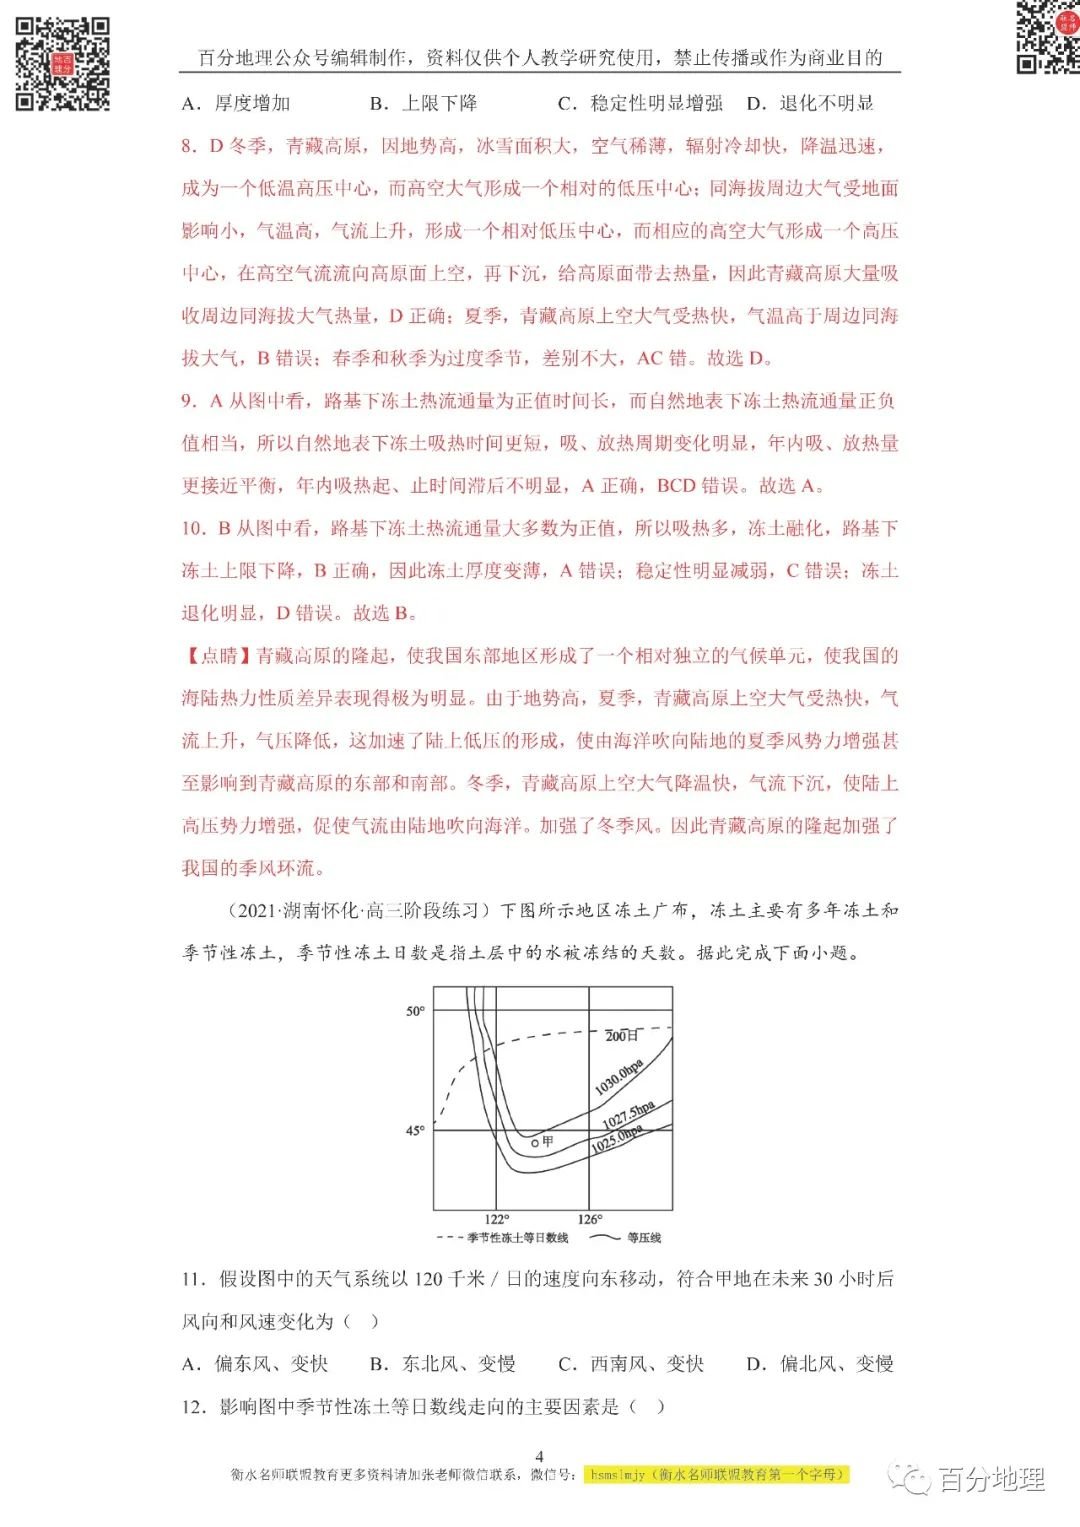 百分地理公众号编辑制作，资料仅供个人教学研究使用，禁止传播或作为商业目的
A．厚度增加 B．上限下降 C．稳定性明显增强 D．退化不明显
8．D 冬季，青藏高原，因地势高，冰雪面积大，空气稀薄，辐射冷却快，降温迅速，
成为一个低温高压中心，而高空大气形成一个相对的低压中心；同海拔周边大气受地面
影响小，气温高，气流上升，形成一个相对低压中心，而相应的高空大气形成一个高压
中心，在高空气流流向高原面上空，再下沉，给高原面带去热量，因此青藏高原大量吸
收周边同海拔大气热量，D 正确；夏季，青藏高原上空大气受热快，气温高于周边同海
拔大气，B 错误；春季和秋季为过度季节，差别不大，AC 错。故选 D。
9．A 从图中看，路基下冻土热流通量为正值时间长，而自然地表下冻土热流通量正负
值相当，所以自然地表下冻土吸热时间更短，吸、放热周期变化明显，年内吸、放热量
更接近平衡，年内吸热起、止时间滞后不明显，A 正确，BCD 错误。故选 A。
10．B 从图中看，路基下冻土热流通量大多数为正值，所以吸热多，冻土融化，路基下
冻土上限下降，B 正确，因此冻土厚度变薄，A 错误；稳定性明显减弱，C 错误；冻土
退化明显，D 错误。故选 B。
【点睛】青藏高原的隆起，使我国东部地区形成了一个相对独立的气候单元，使我国的
海陆热力性质差异表现得极为明显。由于地势高，夏季，青藏高原上空大气受热快，气
流上升，气压降低，这加速了陆上低压的形成，使由海洋吹向陆地的夏季风势力增强甚
至影响到青藏高原的东部和南部。冬季，青藏高原上空大气降温快，气流下沉，使陆上
高压势力增强，促使气流由陆地吹向海洋。加强了冬季风。因此青藏高原的隆起加强了
我国的季风环流。
（2021·湖南怀化·高三阶段练习）下图所示地区冻土广布，冻土主要有多年冻土和
季节性冻土，季节性冻土日数是指土层中的水被冻结的天数。据此完成下面小题。
50°
200日
1030.0hpa
1027.5hpa
45°
甲
1025.0hpa
122° 126°
季节性冻土等日数线 等压线
11．假设图中的天气系统以 120 千米／日的速度向东移动，符合甲地在未来 30 小时后
风向和风速变化为（ ）
A．偏东风、变快 B．东北风、变慢 C．西南风、变快 D．偏北风、变慢
12．影响图中季节性冻土等日数线走向的主要因素是（ ）
4
衡水名师联盟教育更多资料请加张老师微信联系，微信号： hsmslmjy（衡水名师联盟教育第一个字母）
百分地理